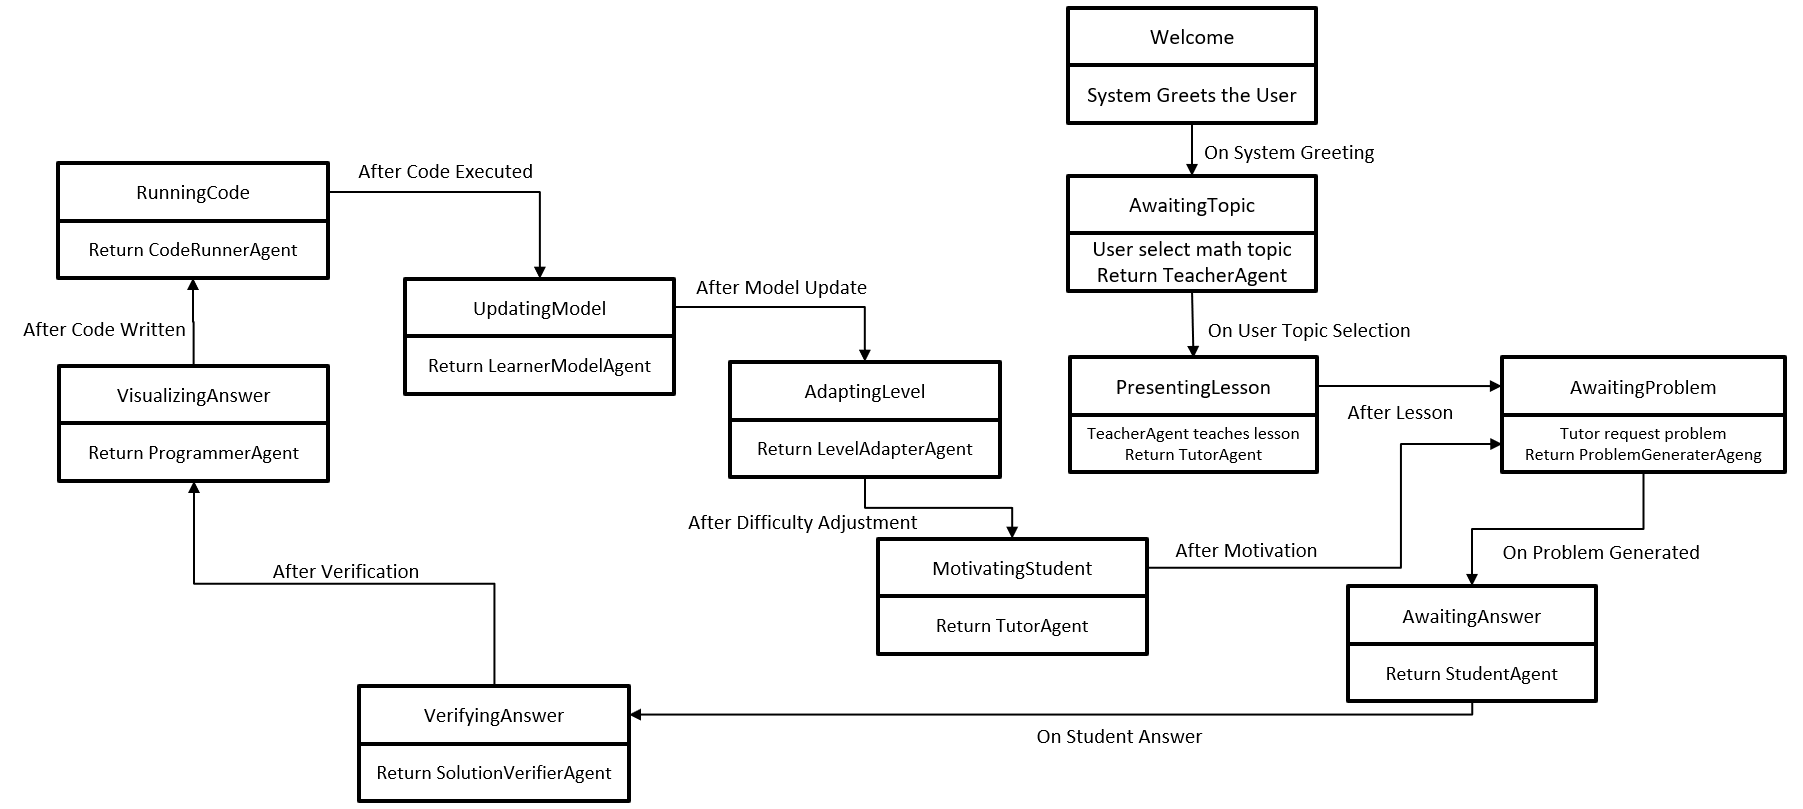 Welcome
System Greets the User
On System Greeting
AwaitingTopic
User select math topic
Return TeacherAgent
On User Topic Selection
PresentingLesson
TeacherAgent teaches lesson
Return TutorAgent
After Lesson
AwaitingProblem
Tutor request problem
Return ProblemGeneraterAgeng
On Problem Generated
AwaitingAnswer
Return StudentAgent
On Student Answer
VerifyingAnswer
Return SolutionVerifierAgent
After Verification
VisualizingAnswer
Return ProgrammerAgent
After Code Written
RunningCode
Return CodeRunnerAgent
After Code Executed
UpdatingModel
Return LearnerModelAgent
After Model Update
AdaptingLevel
Return LevelAdapterAgent
After Difficulty Adjustment
MotivatingStudent
Return TutorAgent
After Motivation